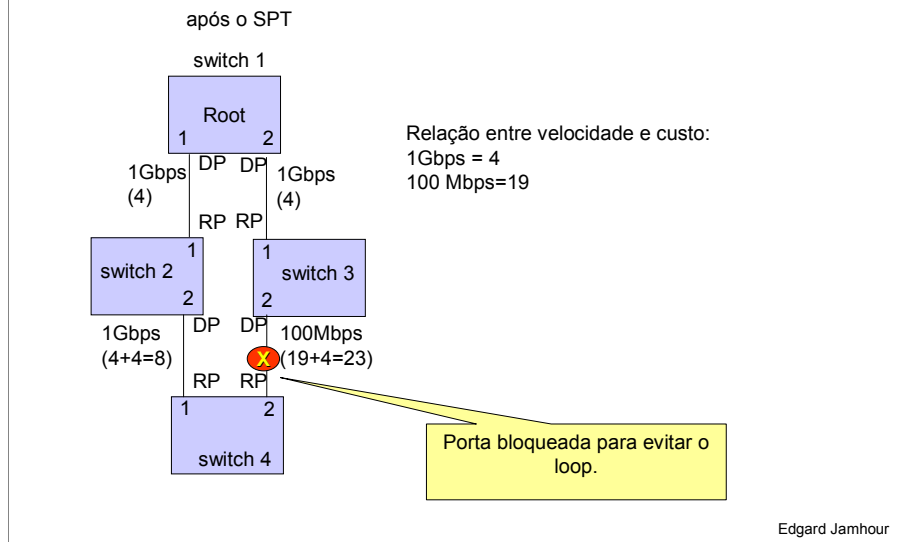 após o SPT
switch 1
Root
1 2
DP DP
1Gbps
(4)
1Gbps
(4)
Relação entre velocidade e custo:
1Gbps = 4
100 Mbps=19
RP RP
1
switch 2
2
1
switch 3
2
DP DP
1Gbps
(4+4=8)
100Mbps
(19+4=23)
X
RP RP
1 2
switch 4
Porta bloqueada para evitar o
loop.
Edgard Jamhour